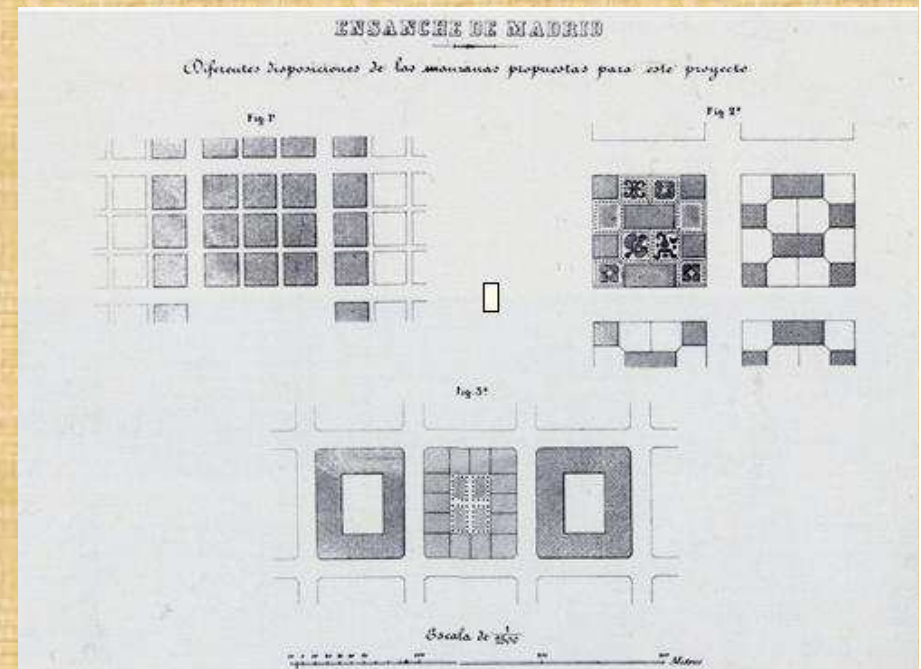 ENSANCHE DE MADRID
Diferentes disposiciones de las manzanas propuestas para este proyecto
Fig. 1ª
Fig. 2ª
Fig. 3ª
Escala de
Metros